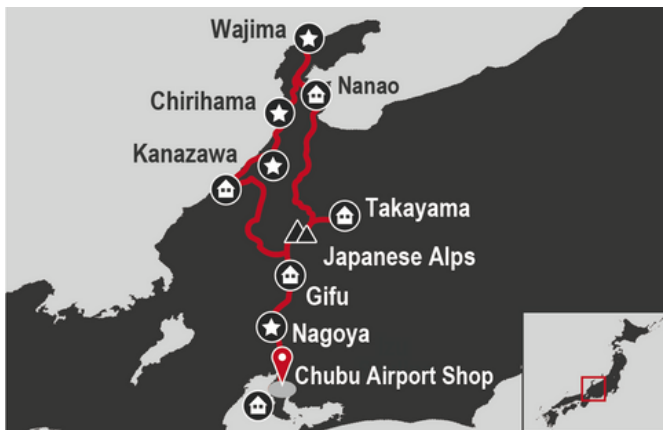 Wajima
Nanao
Chirihama
Kanazawa
Takayama
Japanese Alps
Gifu
Nagoya
Chubu Airport Shop